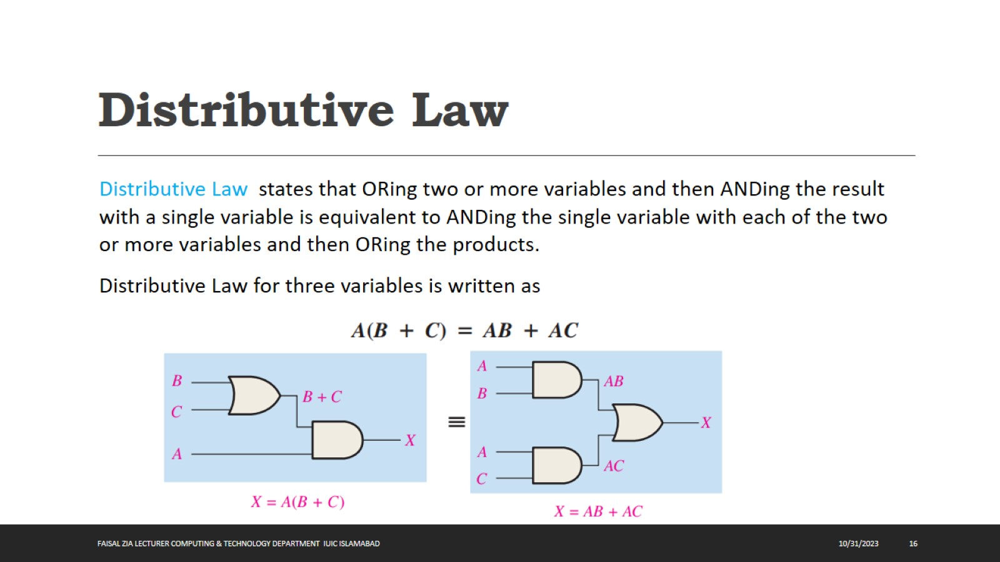 Distributive Law
Distributive Law states that ORing two or more variables and then ANDing the result
with a single variable is equivalent to ANDing the single variable with each of the two
or more variables and then ORing the products.
Distributive Law for three variables is written as
A(B + C) = AB + AC
B
C
B + C
A
X
X = A(B + C)
≡
A
B
AB
X
A
C
AC
X = AB + AC
FAISAL ZIA LECTURER COMPUTING & TECHNOLOGY DEPARTMENT IUIC ISLAMABAD
10/31/2023
16